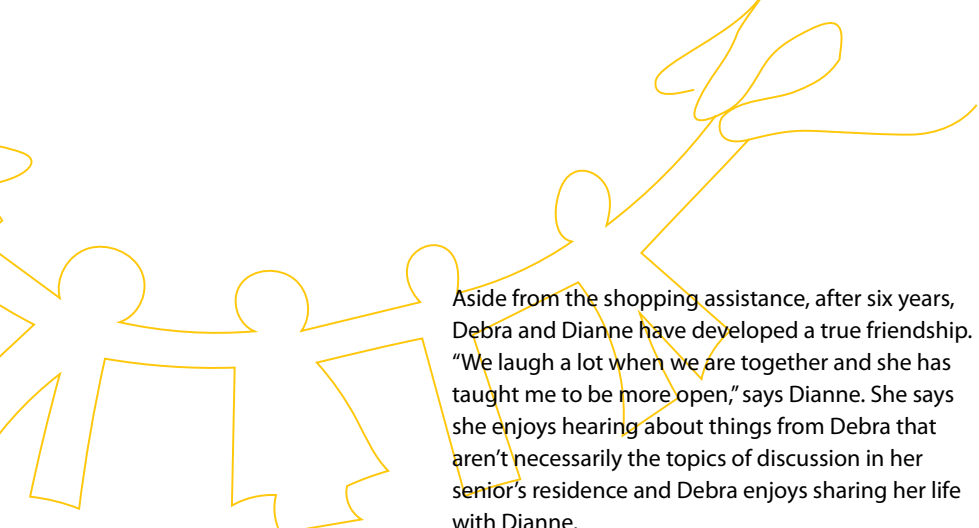 Aside from the shopping assistance, after six years,
Debra and Dianne have developed a true friendship.
“We laugh a lot when we are together and she has
taught me to be more open,” says Dianne. She says
she enjoys hearing about things from Debra that
aren’t necessarily the topics of discussion in her
senior’s residence and Debra enjoys sharing her life
with Dianne.